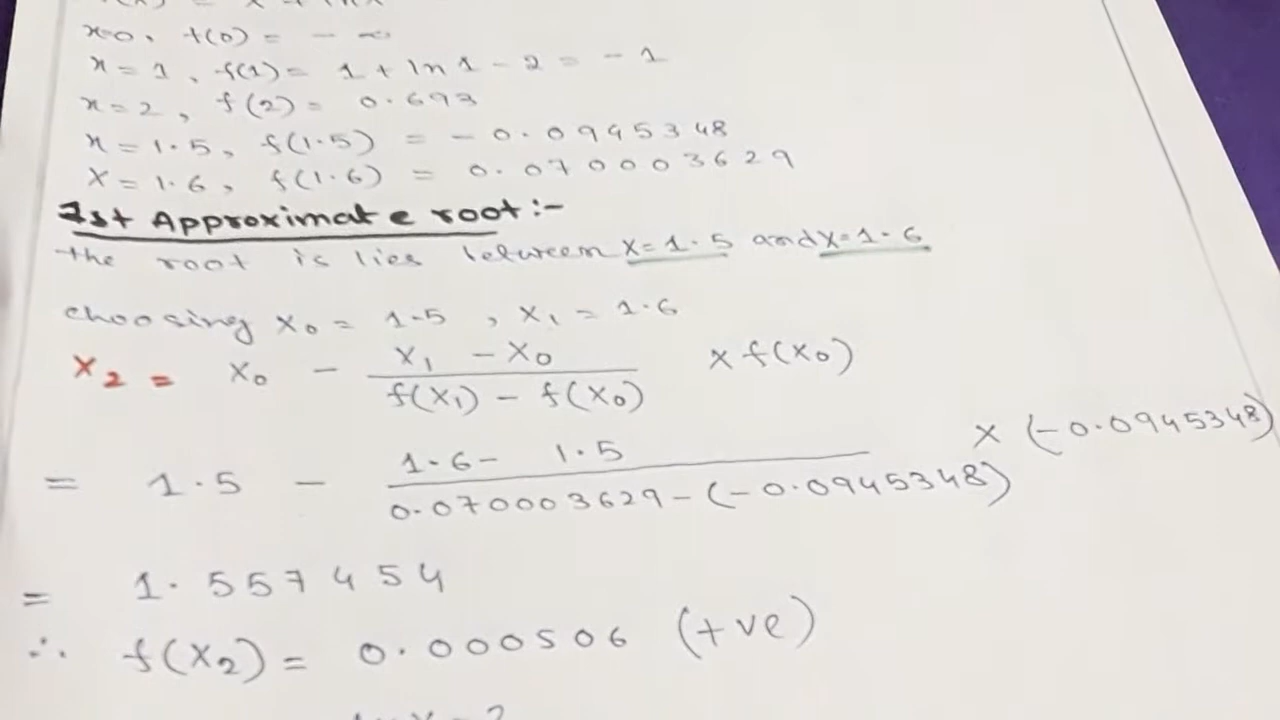 x=0, f(0) = - ∞
x = 1, f(1) = 1 + ln 1 - 2 = - 1
x = 2, f(2) = 0.693
x = 1.5, f(1.5) = - 0.0945348
x = 1.6, f(1.6) = 0.070003629
1st Approximate root:-
the root is lies between x=1.5 and x=1.6
choosing x₀ = 1.5, x₁ = 1.6
x₂ = x₀ - (x₁ - x₀) / (f(x₁) - f(x₀)) × f(x₀)
= 1.5 - (1.6 - 1.5) / (0.070003629 - (-0.0945348)) × (-0.0945348)
= 1.557454
∴ f(x₂) = 0.000506 (+ve)